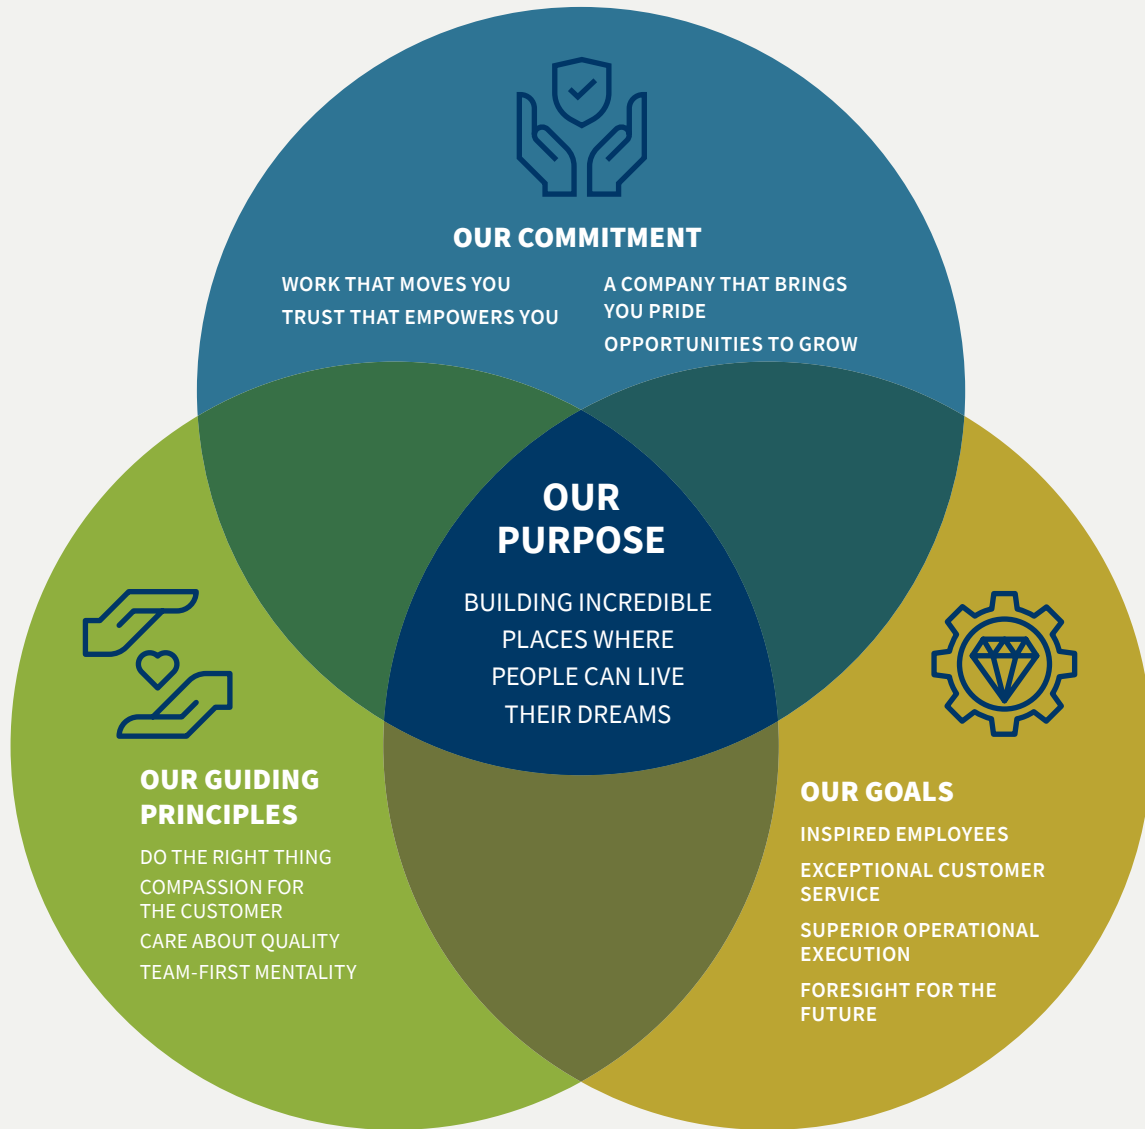 OUR COMMITMENT
WORK THAT MOVES YOU
TRUST THAT EMPOWERS YOU
A COMPANY THAT BRINGS
YOU PRIDE
OPPORTUNITIES TO GROW
OUR
PURPOSE
BUILDING INCREDIBLE
PLACES WHERE
PEOPLE CAN LIVE
THEIR DREAMS
OUR GUIDING
PRINCIPLES
DO THE RIGHT THING
COMPASSION FOR
THE CUSTOMER
CARE ABOUT QUALITY
TEAM-FIRST MENTALITY
OUR GOALS
INSPIRED EMPLOYEES
EXCEPTIONAL CUSTOMER
SERVICE
SUPERIOR OPERATIONAL
EXECUTION
FORESIGHT FOR THE
FUTURE